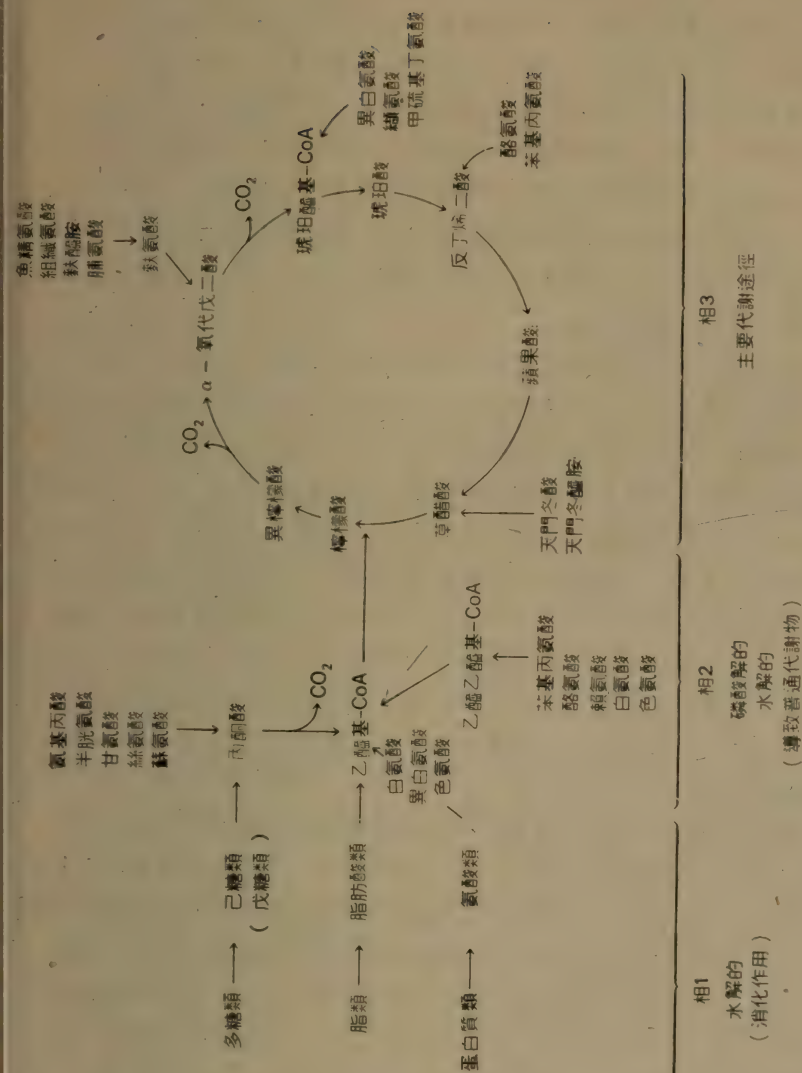 多糖類
己糖類
( 戊糖類 )
氨基丙酸
半胱氨酸
甘氨酸
絲氨酸
蘇氨酸
丙酮酸
CO₂
脂類
脂肪酸類
乙醯基-CoA
白氨酸
異白氨酸
色氨酸
蛋白質類
氨酸類
乙醯乙醯基-CoA
苯基丙氨酸
酪氨酸
賴氨酸
白氨酸
色氨酸
魚精氨酸
組織氨酸
麩醯胺
脯氨酸
麩氨酸
CO₂
α-氧代戊二酸
CO₂
異檸檬酸
檸檬酸
草醋酸
天門冬酸
天門冬醯胺
琥珀醯基-CoA
異白氨酸,
纈氨酸
甲硫基丁氨酸
琥珀酸
反丁烯二酸
酪氨酸
苯基丙氨酸
蘋果酸
相1
水解的
( 消化作用 )
相2
磷酸解的
水解的
( 導致普通代謝物 )
相3
主要代謝途徑